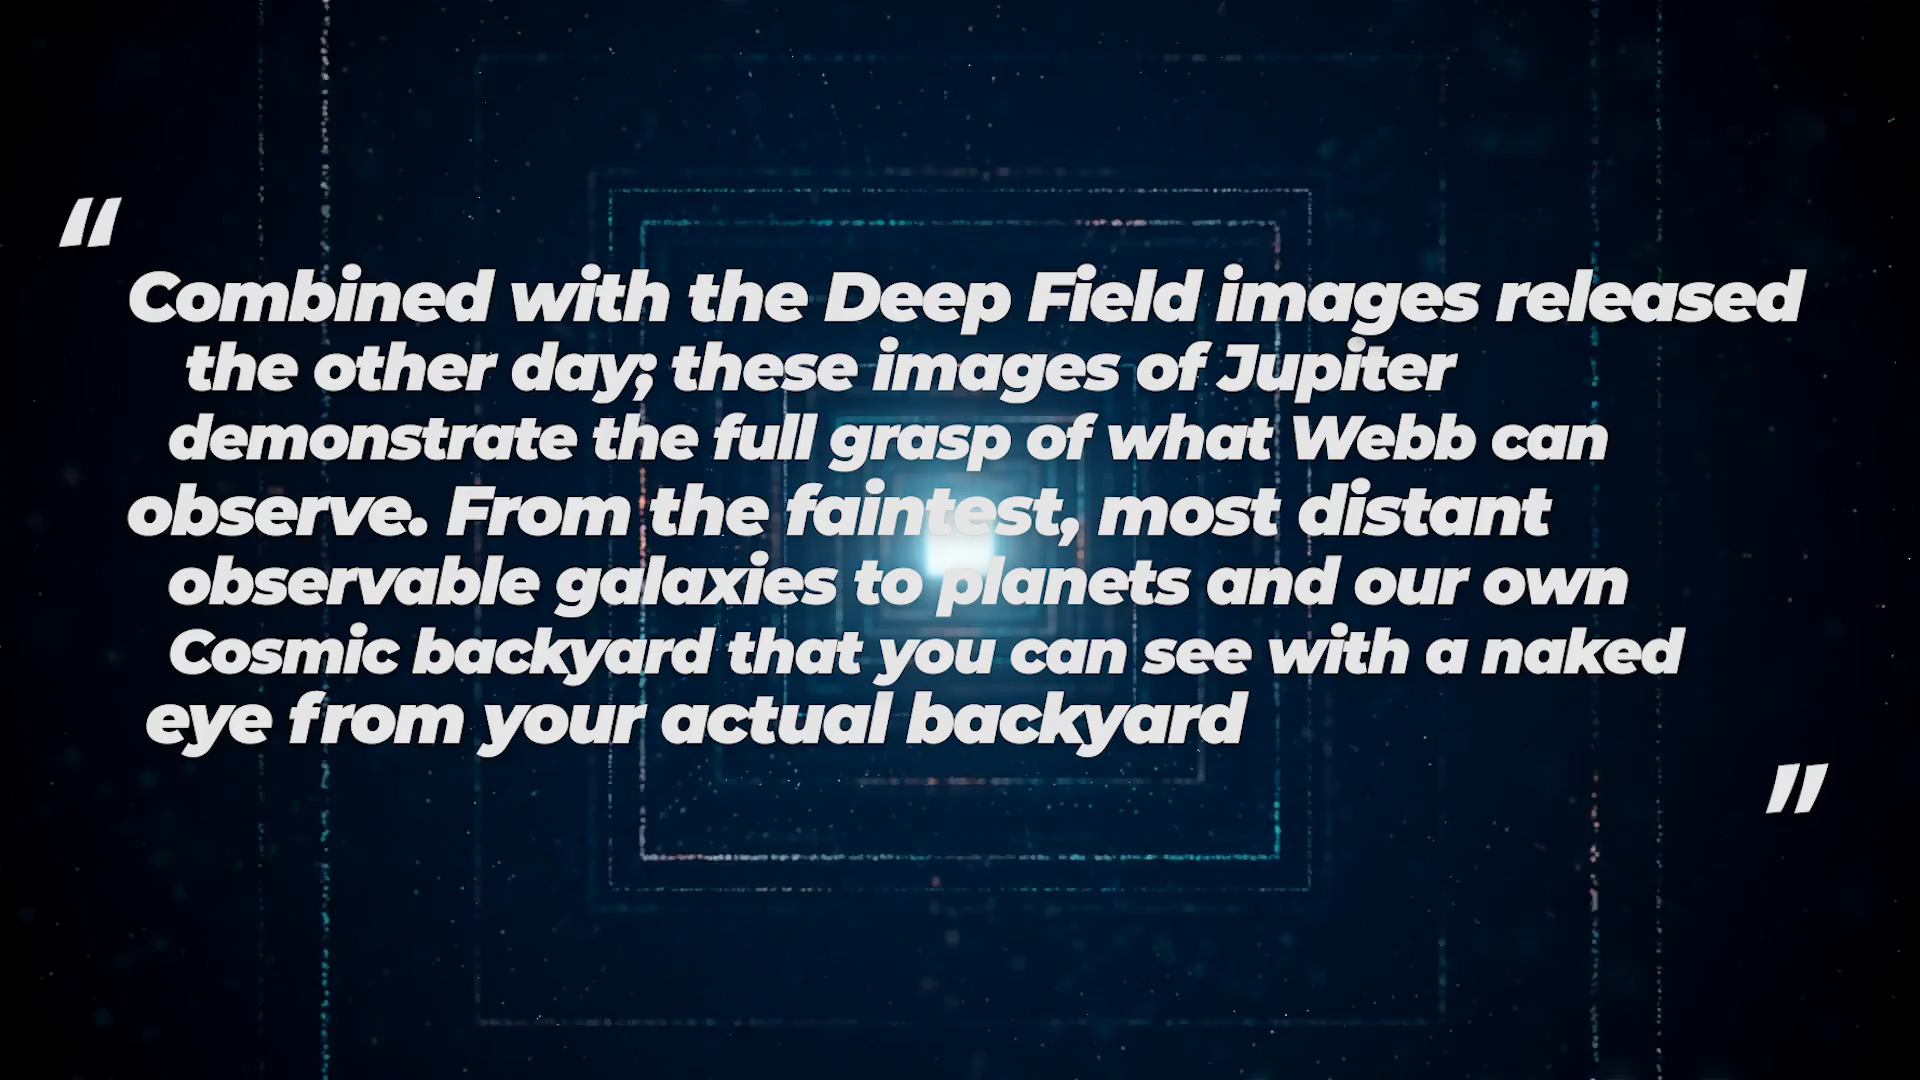 "
Combined with the Deep Field images released
the other day; these images of Jupiter
demonstrate the full grasp of what Webb can
observe. From the faintest, most distant
observable galaxies to planets and our own
Cosmic backyard that you can see with a naked
eye from your actual backyard
"